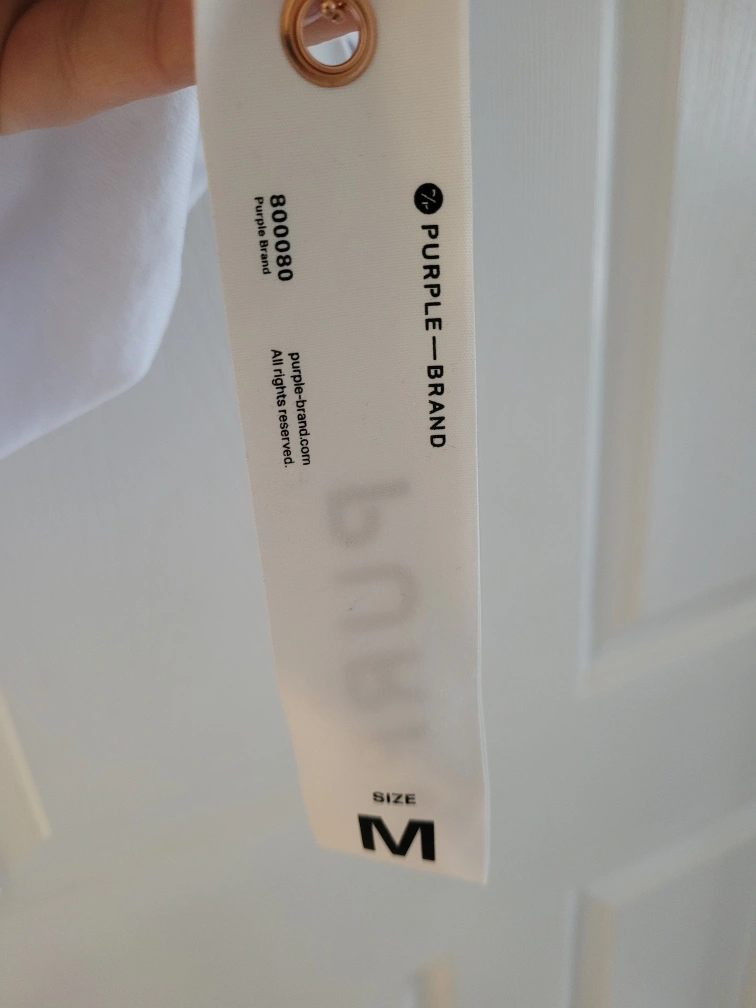 PURPLE—BRAND
800080
Purple Brand
purple-brand.com
All rights reserved.
SIZE
M